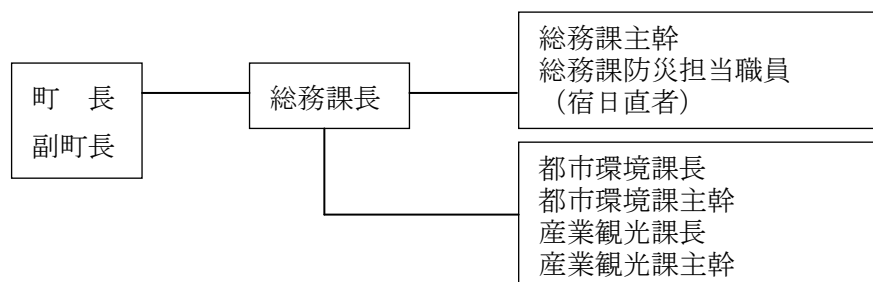 町　長
副町長
総務課長
総務課主幹
総務課防災担当職員
（宿日直者）
都市環境課長
都市環境課主幹
産業観光課長
産業観光課主幹